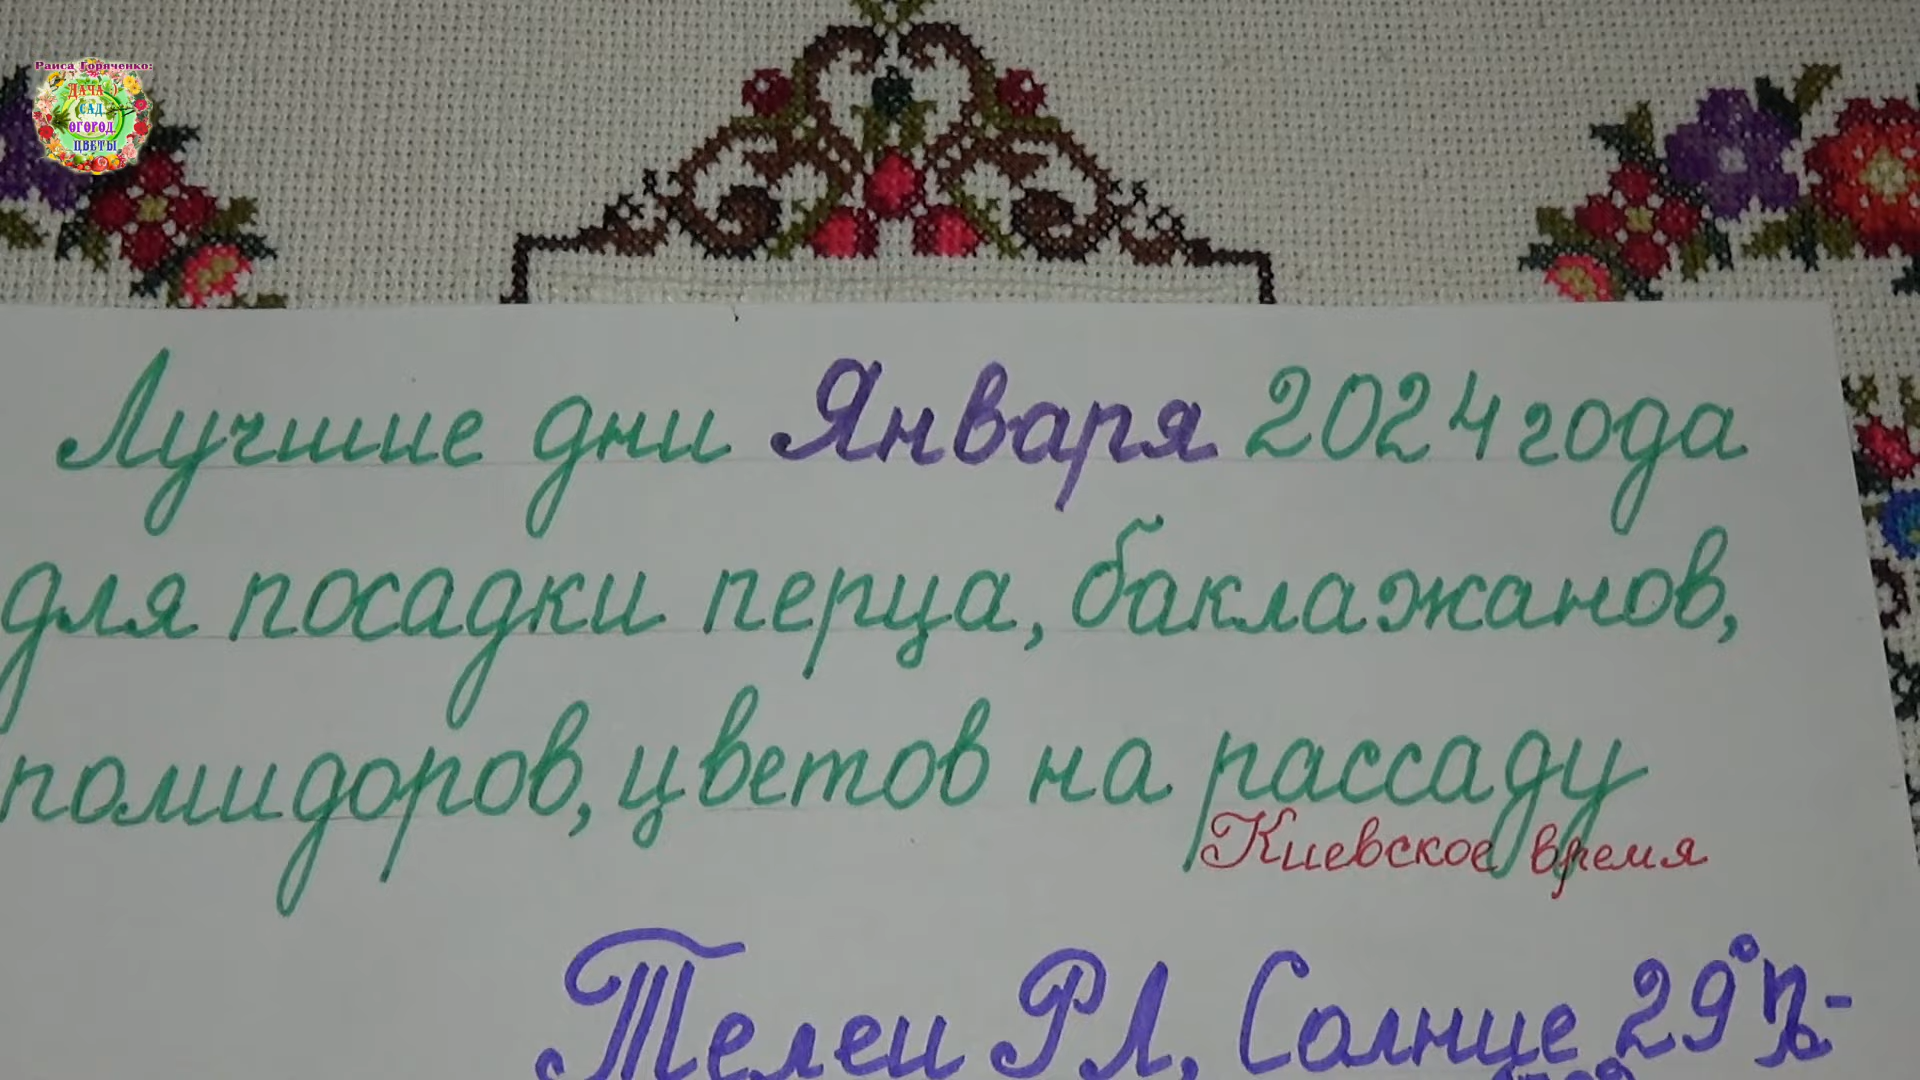 Раиса Горяченко:
ДАЧА
САД
ОГОРОД
ЦВЕТЫ
Лучшие дни Января 2024 года
для посадки перца, баклажанов,
помидоров, цветов на рассаду
Киевское время
Телец РЛ, Солнце 29°